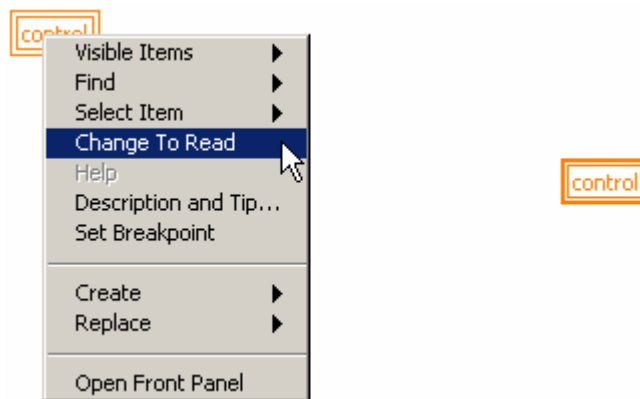 control
Visible Items
Find
Select Item
Change To Read
Help
Description and Tip...
Set Breakpoint
Create
Replace
Open Front Panel
control